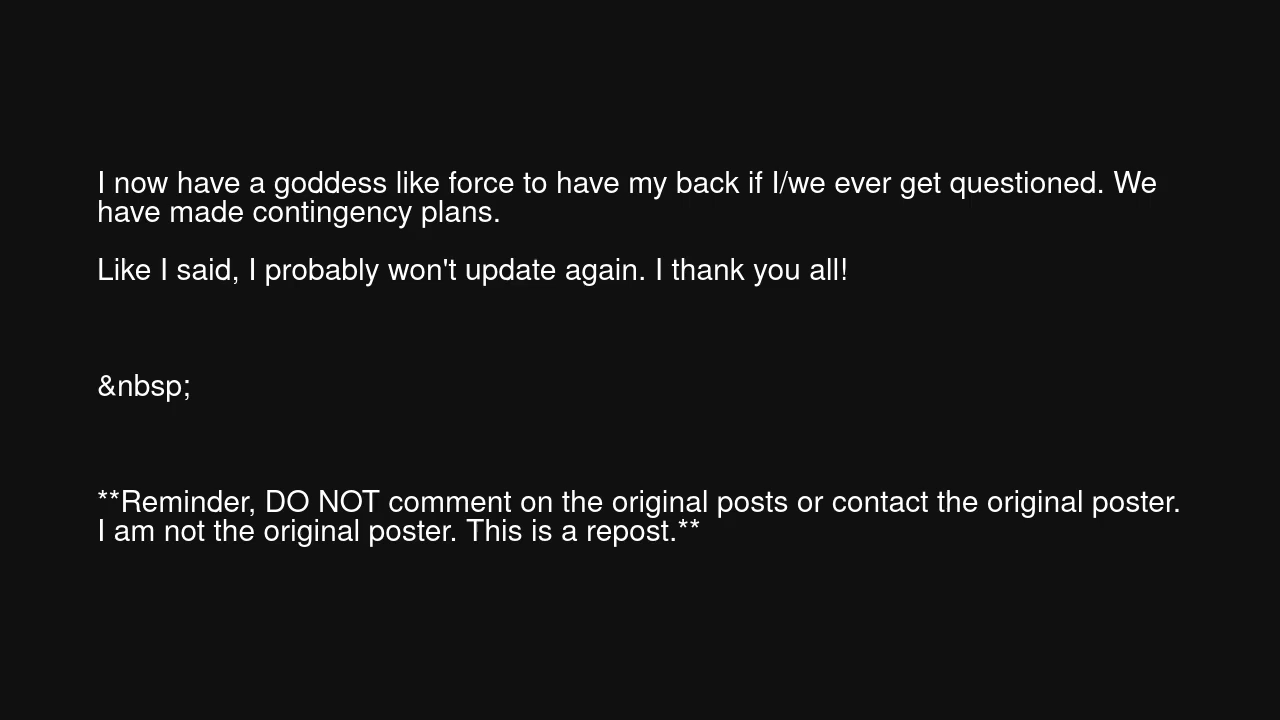 I now have a goddess like force to have my back if I/we ever get questioned. We
have made contingency plans.
Like I said, I probably won't update again. I thank you all!
&nbsp;
**Reminder, DO NOT comment on the original posts or contact the original poster.
I am not the original poster. This is a repost.**